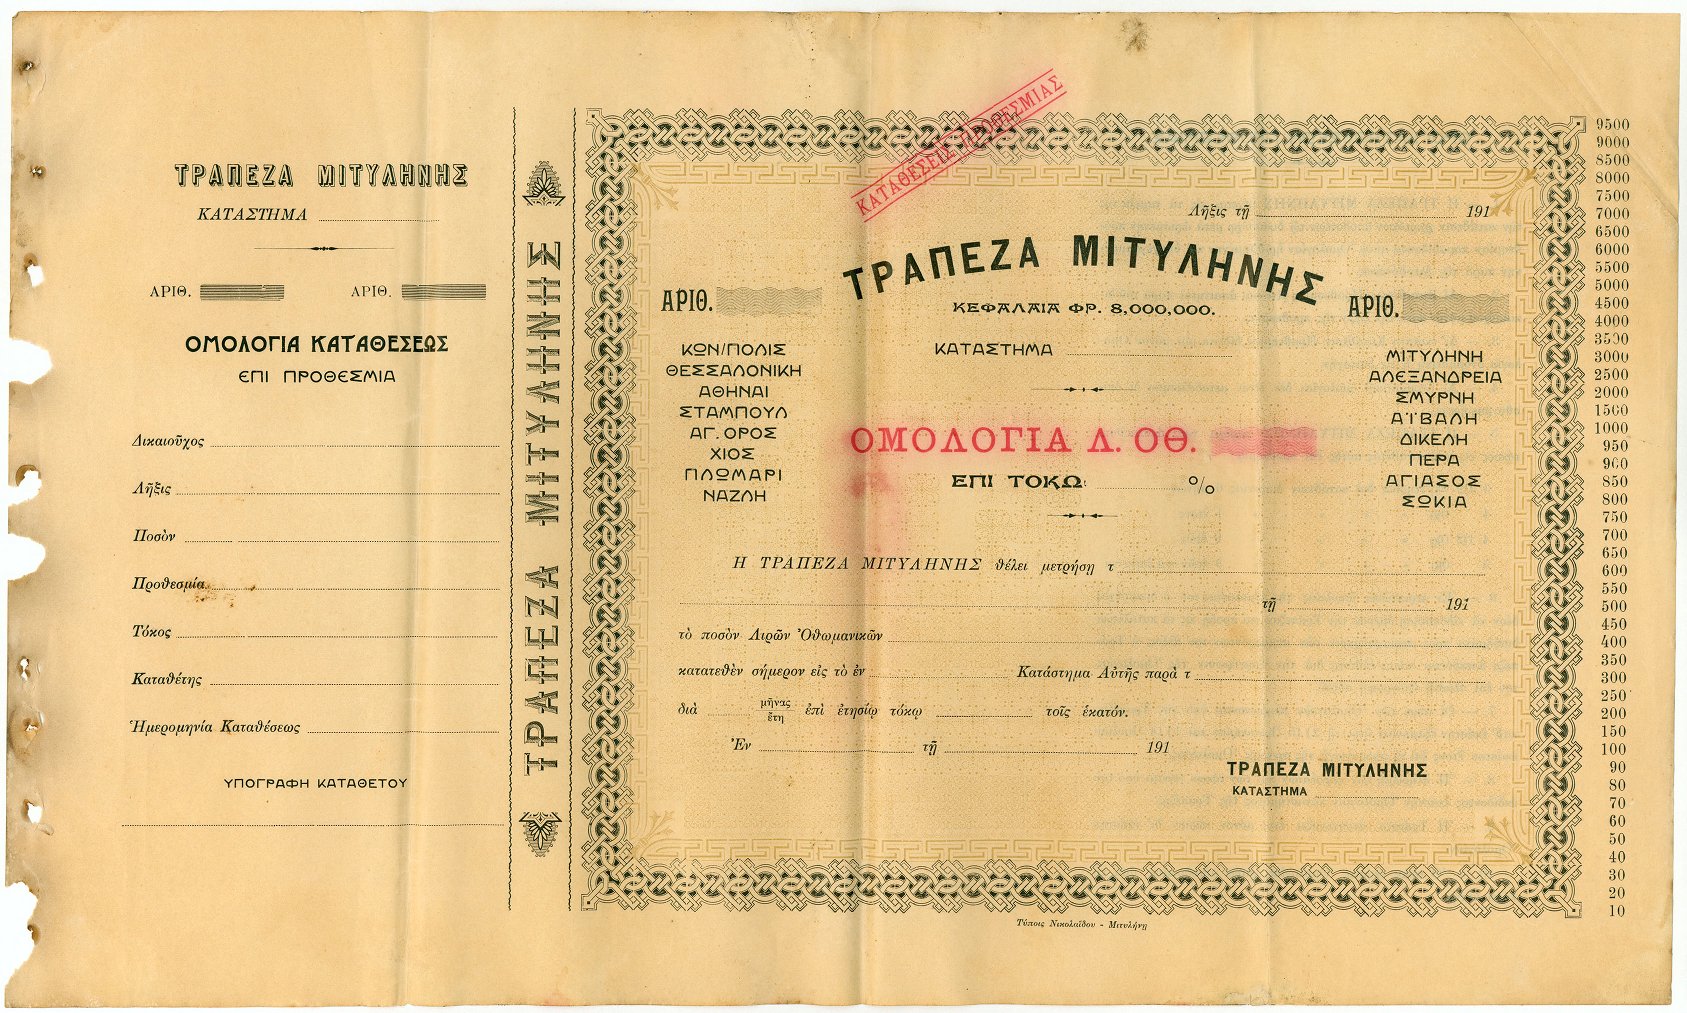 ΤΡΑΠΕΖΑ ΜΙΤΥΛΗΝΗΣ
ΚΑΤΑΣΤΗΜΑ
ΑΡΙΘ. ΑΡΙΘ.
ΟΜΟΛΟΓΙΑ ΚΑΤΑΘΕΣΕΩΣ
ΕΠΙ ΠΡΟΘΕΣΜΙΑ
Δικαιοῦχος
Λῆξις
Ποσὸν
Προθεσμία
Τόκος
Καταθέτης
Ἡμερομηνία Καταθέσεως
ΥΠΟΓΡΑΦΗ ΚΑΤΑΘΕΤΟΥ
ΤΡΑΠΕΖΑ ΜΙΤΥΛΗΝΗΣ
ΚΑΤΑΘΕΣΕΙΣ ΠΡΟΘΕΣΜΙΑΣ
Λῆξις τῇ 191
ΤΡΑΠΕΖΑ ΜΙΤΥΛΗΝΗΣ
ΚΕΦΑΛΑΙΑ ΦΡ. 8,000,000.
ΑΡΙΘ. ΑΡΙΘ.
ΚΑΤΑΣΤΗΜΑ
ΚΩΝ/ΠΟΛΙΣ
ΘΕΣΣΑΛΟΝΙΚΗ
ΑΘΗΝΑΙ
ΣΤΑΜΠΟΥΛ
ΑΓ. ΟΡΟΣ
ΧΙΟΣ
ΠΛΩΜΑΡΙ
ΝΑΖΛΗ
ΜΙΤΥΛΗΝΗ
ΑΛΕΞΑΝΔΡΕΙΑ
ΣΜΥΡΝΗ
ΑΪΒΑΛΗ
ΔΙΚΕΛΗ
ΠΕΡΑ
ΑΓΙΑΣΟΣ
ΣΩΚΙΑ
ΟΜΟΛΟΓΙΑ Λ. ΟΘ.
ΕΠΙ ΤΟΚΩ: %
Η ΤΡΑΠΕΖΑ ΜΙΤΥΛΗΝΗΣ θέλει μετρήσῃ τ
τῇ 191
τὸ ποσὸν Λιρῶν Ὀθωμανικῶν
κατατεθὲν σήμερον εἰς τὸ ἐν Κατάστημα Αὐτῆς παρὰ τ
διὰ μῆνας ἔτη ἐπὶ ἐτησίῳ τόκῳ τοῖς ἑκατόν.
Ἐν τῇ 191
ΤΡΑΠΕΖΑ ΜΙΤΥΛΗΝΗΣ
ΚΑΤΑΣΤΗΜΑ
Τύποις Νικολαΐδου - Μιτυλήνη
9500
9000
8500
8000
7500
7000
6500
6000
5500
5000
4500
4000
3500
3000
2500
2000
1500
1000
950
900
850
800
750
700
650
600
550
500
450
400
350
300
250
200
150
100
90
80
70
60
50
40
30
20
10